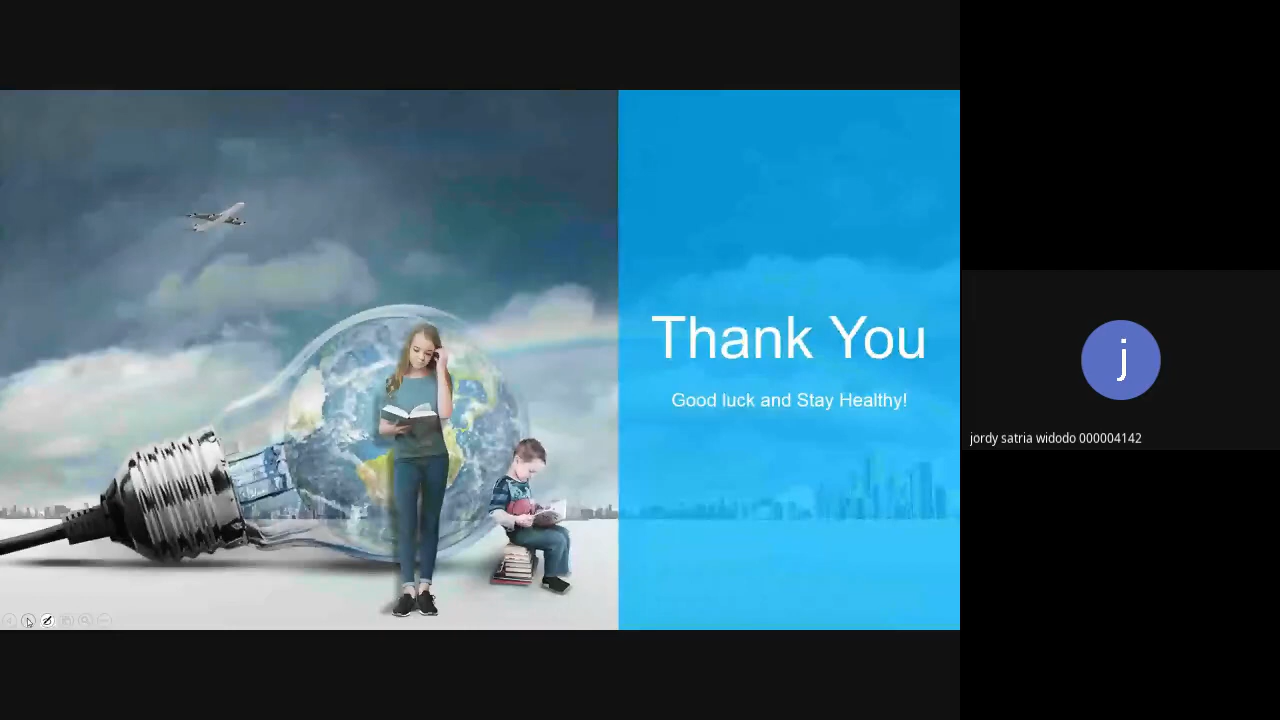 Thank You
Good luck and Stay Healthy!
j
jordy satria widodo 000004142